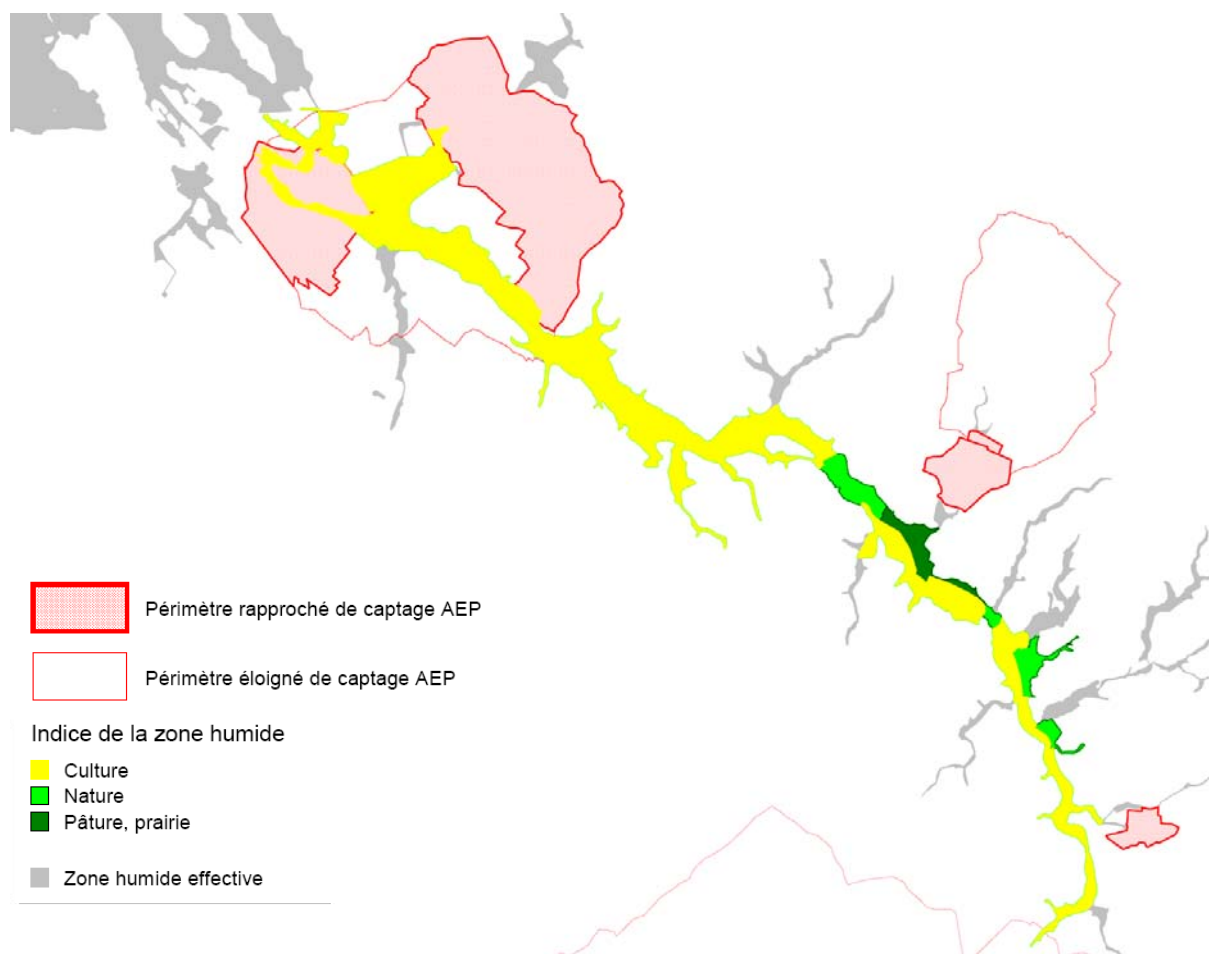 Périmètre rapproché de captage AEP
Périmètre éloigné de captage AEP
Indice de la zone humide
Culture
Nature
Pâture, prairie
Zone humide effective